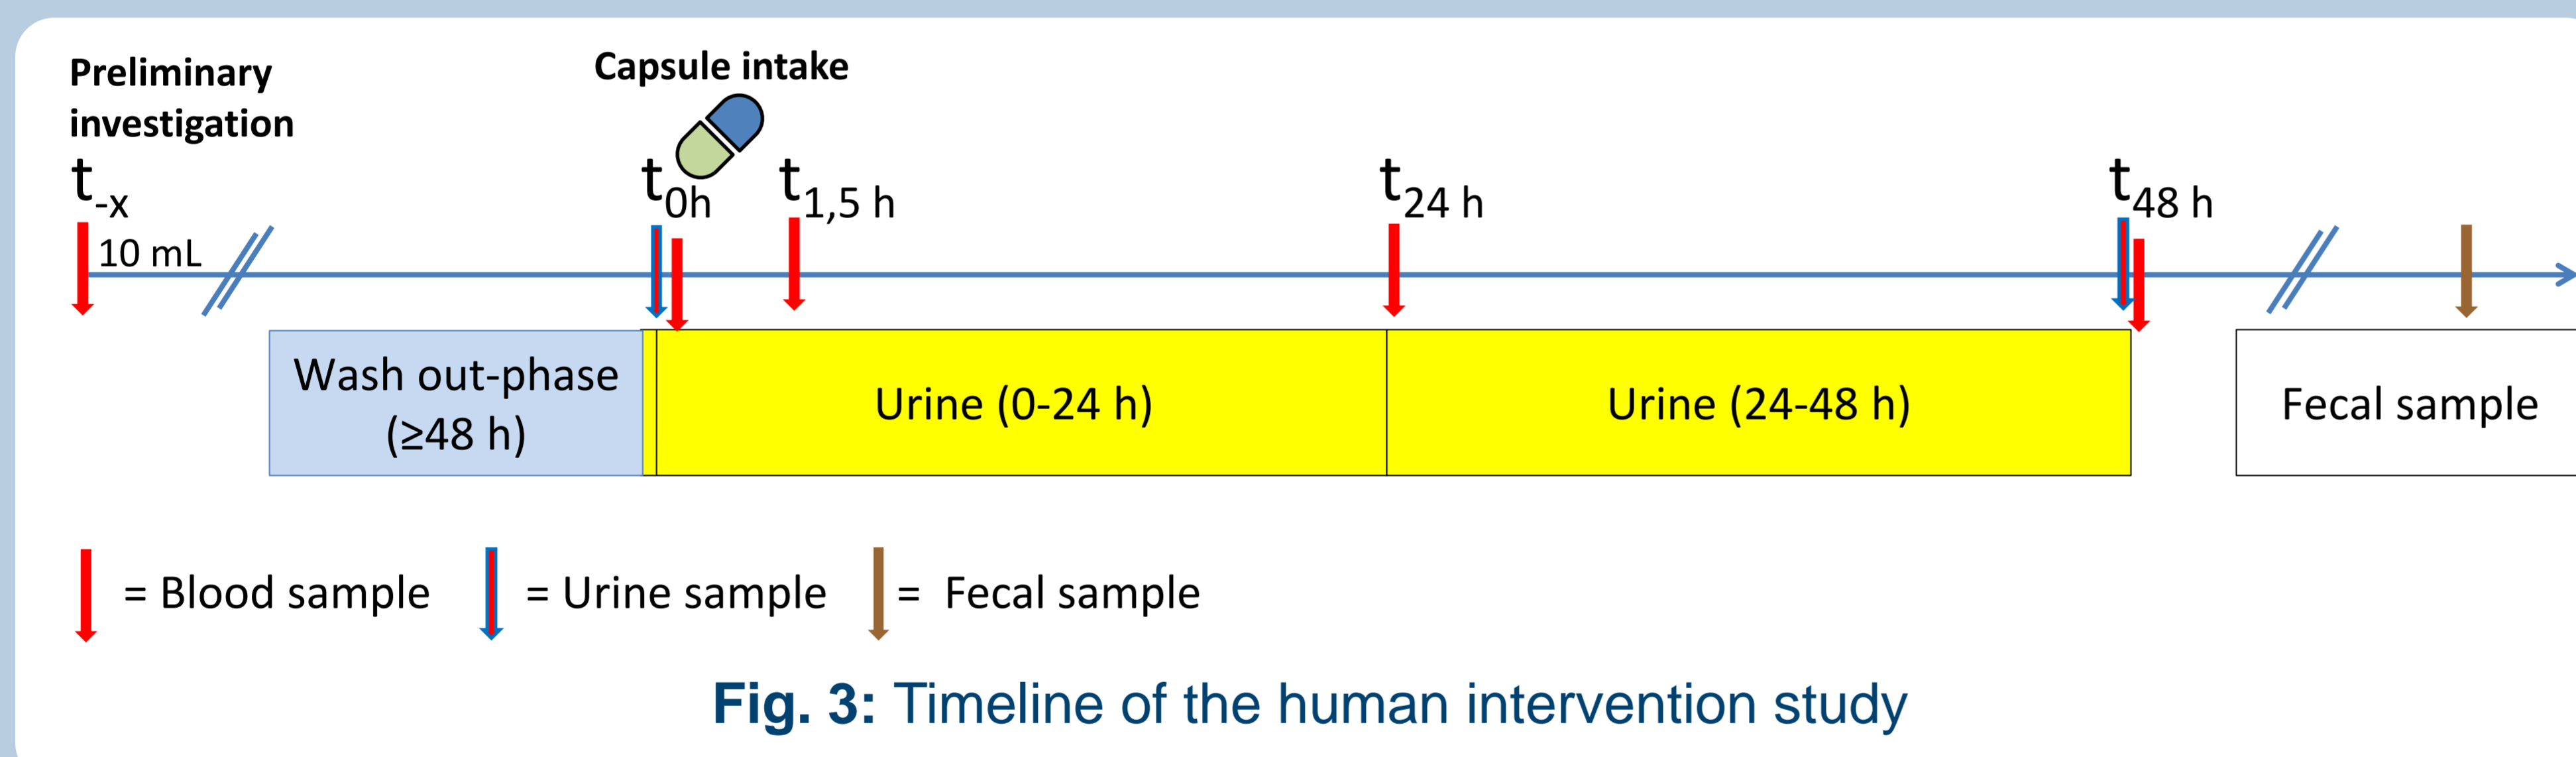 Preliminary
investigation
Capsule intake
t-x
t0h
t1,5 h
t24 h
t48 h
10 mL
Wash out-phase
(≥48 h)
Urine (0-24 h)
Urine (24-48 h)
Fecal sample
= Blood sample
= Urine sample
= Fecal sample
Fig. 3: Timeline of the human intervention study